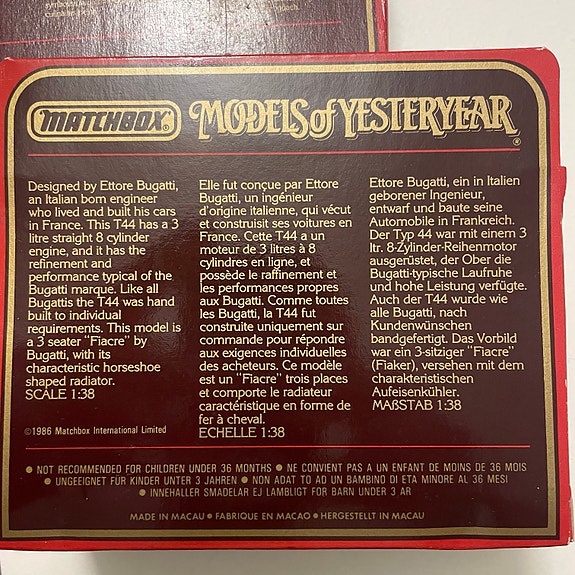 MATCHBOX®
MODELS of YESTERYEAR®
Designed by Ettore Bugatti,
an Italian born engineer
who lived and built his cars
in France. This T44 has a 3
litre straight 8 cylinder
engine, and it has the
refinement and
performance typical of the
Bugatti marque. Like all
Bugattis the T44 was hand
built to individual
requirements. This model is
a 3 seater "Fiacre" by
Bugatti, with its
characteristic horseshoe
shaped radiator.
SCALE 1:38
©1986 Matchbox International Limited
Elle fut conçue par Ettore
Bugatti, un ingénieur
d'origine italienne, qui vécut
et construisit ses voitures en
France. Cette T44 a un
moteur de 3 litres à 8
cylindres en ligne, et
possède le raffinement et
les performances propres
aux Bugatti. Comme toutes
les Bugatti, la T44 fut
construite uniquement sur
commande pour répondre
aux exigences individuelles
des acheteurs. Ce modèle
est un "Fiacre" trois places
et comporte le radiateur
caractéristique en forme de
fer à cheval.
ECHELLE 1:38
Ettore Bugatti, ein in Italien
geborener Ingenieur,
entwarf und baute seine
Automobile in Frankreich.
Der Typ 44 war mit einem 3
ltr. 8-Zylinder-Reihenmotor
ausgerüstet, der Ober die
Bugatti-typische Laufruhe
und hohe Leistung verfügte.
Auch der T44 wurde wie
alle Bugatti, nach
Kundenwünschen
bandgefertigt. Das Vorbild
war ein 3-sitziger "Fiacre"
(Fiaker), versehen mit dem
charakteristischen
Aufeisenkühler.
MAßSTAB 1:38
● NOT RECOMMENDED FOR CHILDREN UNDER 36 MONTHS ● NE CONVIENT PAS A UN ENFANT DE MOINS DE 36 MOIS
● UNGEEIGNET FÜR KINDER UNTER 3 JAHREN ● NON ADAT TO AD UN BAMBINO DI ETA MINORE AL 36 MESI
● INNEHALLER SMADELAR EJ LAMBLIGT FOR BARN UNDER 3 AR
MADE IN MACAU ● FABRIQUE EN MACAO ● HERGESTELLT IN MACAU